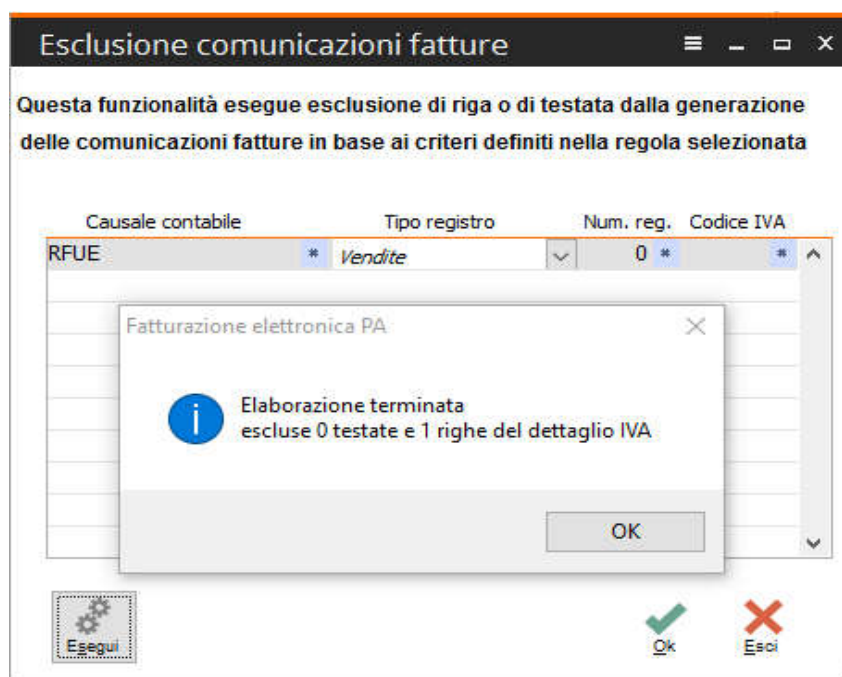 Esclusione comunicazioni fatture
Questa funzionalità esegue esclusione di riga o di testata dalla generazione
delle comunicazioni fatture in base ai criteri definiti nella regola selezionata
Causale contabile Tipo registro Num. reg. Codice IVA
RFUE * Vendite 0 * *
Fatturazione elettronica PA
Elaborazione terminata
escluse 0 testate e 1 righe del dettaglio IVA
OK
Esegui Ok Esci